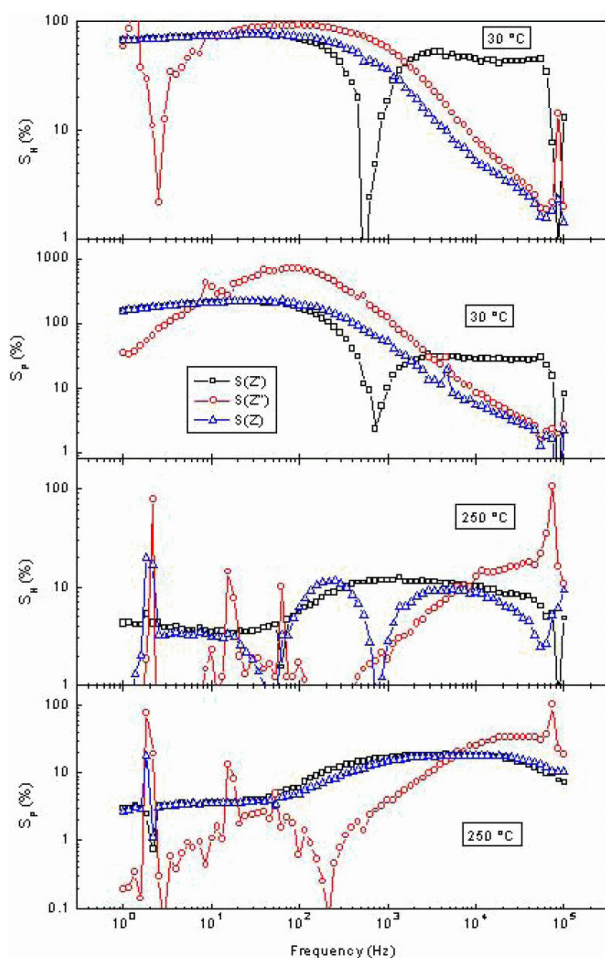 100
10
1
S_H (%)
30 °C
1000
100
10
1
S_P (%)
30 °C
S(Z')
S(Z'')
S(Z)
100
10
1
S_H (%)
250 °C
100
10
1
0.1
S_P (%)
250 °C
10^0 10^1 10^2 10^3 10^4 10^5
Frequency (Hz)